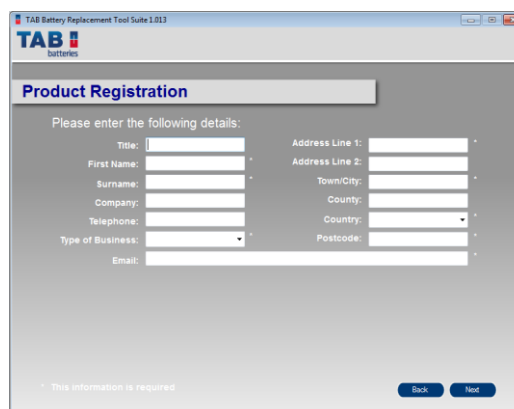 TAB Battery Replacement Tool Suite 1.013
TAB
batteries
Product Registration
Please enter the following details:
Title:
First Name: *
Surname: *
Company:
Telephone:
Type of Business: *
Address Line 1: *
Address Line 2:
Town/City: *
County:
Country: *
Postcode: *
Email: *
* This information is required
Back Next